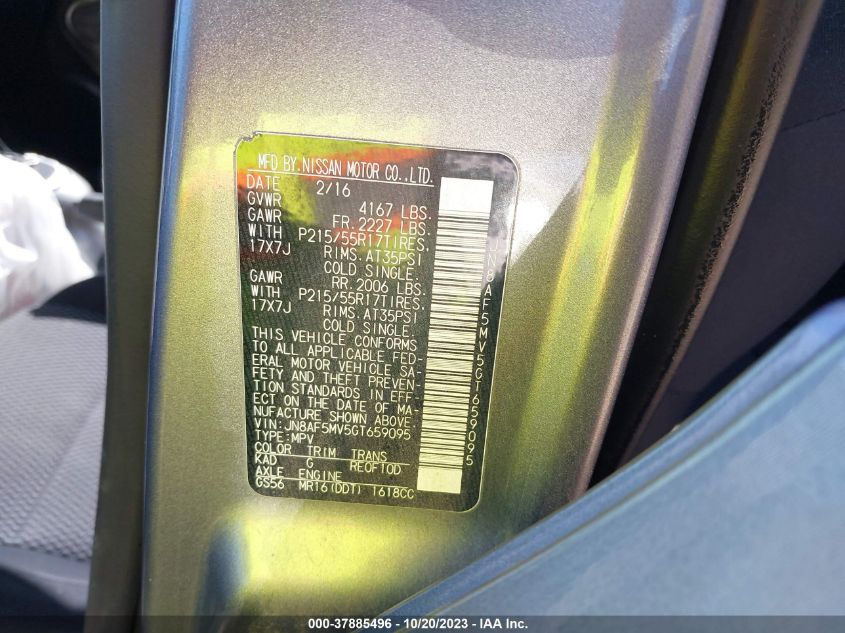 MFD BY.NISSAN MOTOR CO.,LTD.
DATE 2/16
GVWR 4167 LBS.
GAWR FR.2227 LBS.
WITH P215/55R17TIRES.
17X7J RIMS.AT35PSI
COLD SINGLE.
GAWR RR.2006 LBS.
WITH P215/55R17TIRES.
17X7J RIMS.AT35PSI
COLD SINGLE.
THIS VEHICLE CONFORMS
TO ALL APPLICABLE FED-
ERAL MOTOR VEHICLE SA-
FETY AND THEFT PREVEN-
TION STANDARDS IN EFF-
ECT ON THE DATE OF MA-
NUFACTURE SHOWN ABOVE.
VIN:JN8AF5MV5GT659095
TYPE:MPV
COLOR TRIM TRANS
KAD G RE0F10D
AXLE ENGINE
GS56 MR16(DDT) 1618CC
JN8AF5MV5GT659095
000-37885496 - 10/20/2023 - IAA Inc.